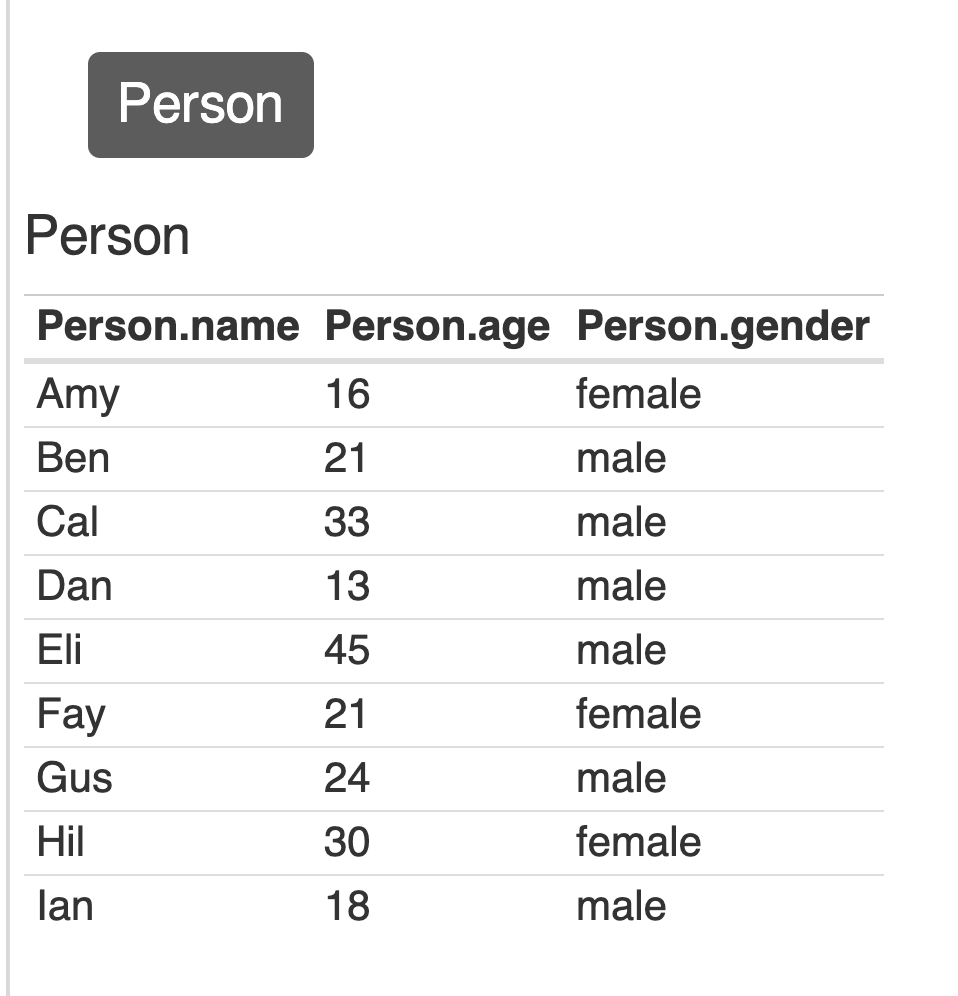 Person
Person
Person.name Person.age Person.gender
Amy 16 female
Ben 21 male
Cal 33 male
Dan 13 male
Eli 45 male
Fay 21 female
Gus 24 male
Hil 30 female
Ian 18 male